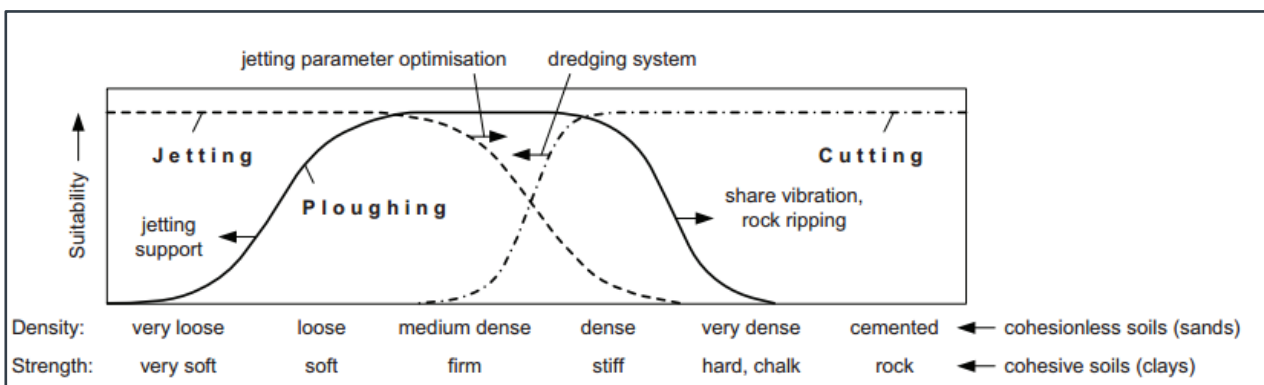 jetting parameter optimisation dredging system
Jetting Cutting
Ploughing
share vibration,
rock ripping
jetting
support
Suitability
Density: very loose loose medium dense dense very dense cemented cohesionless soils (sands)
Strength: very soft soft firm stiff hard, chalk rock cohesive soils (clays)